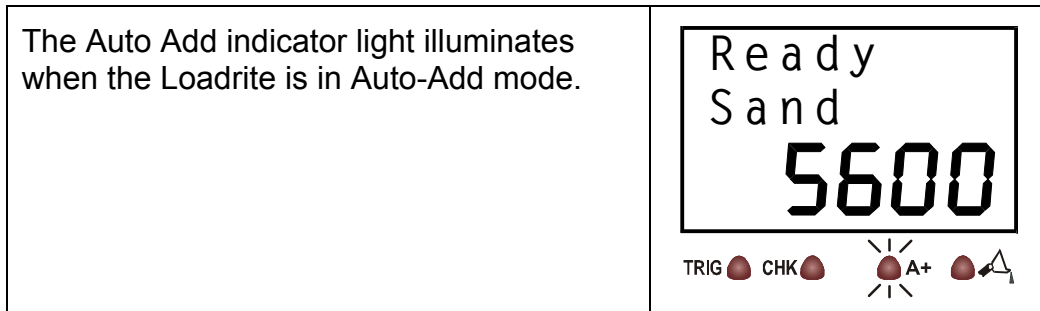 The Auto Add indicator light illuminates
when the Loadrite is in Auto-Add mode.
Ready
Sand
5600
TRIG CHK A+